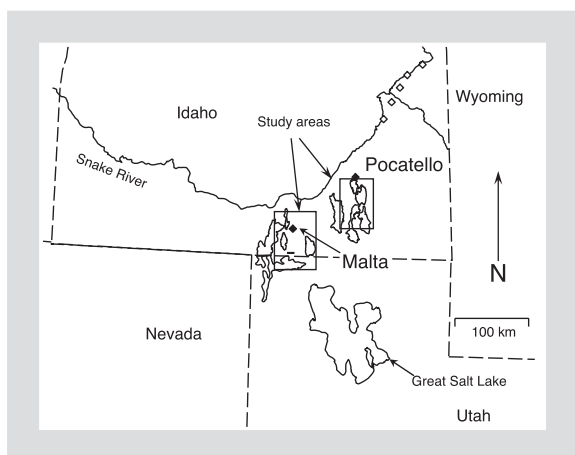 Wyoming
Idaho
Study areas
Snake River
Pocatello
Malta
N
Nevada
100 km
Great Salt Lake
Utah